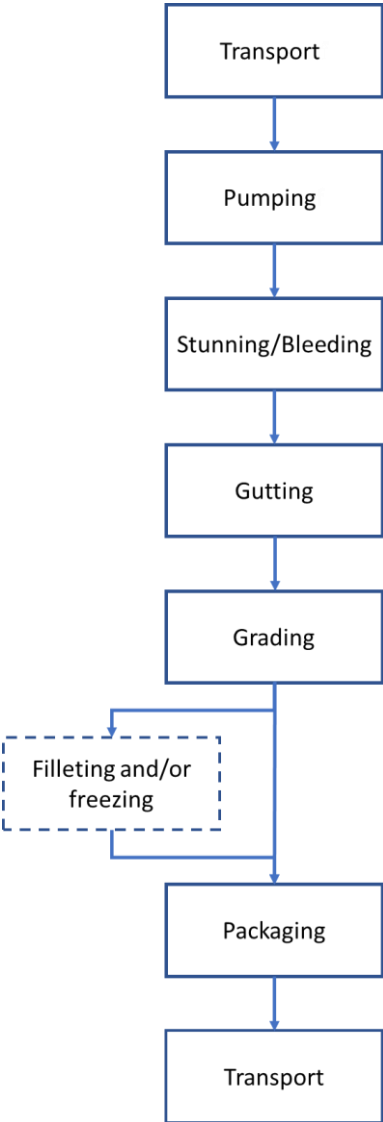 Transport
Pumping
Stunning/Bleeding
Gutting
Grading
Filleting and/or
freezing
Packaging
Transport